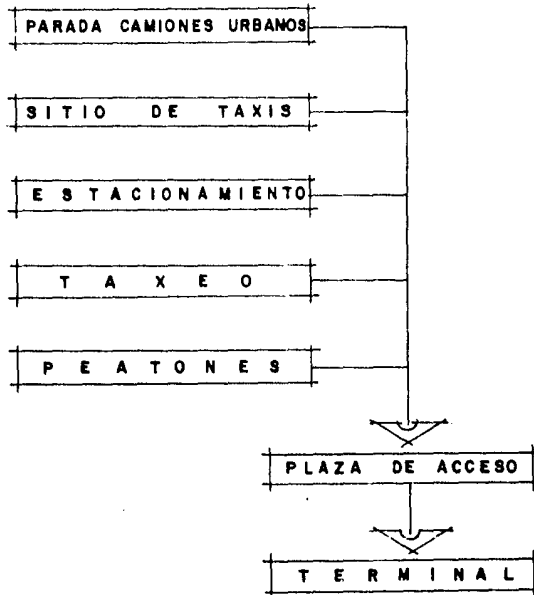 PARADA CAMIONES URBANOS
SITIO DE TAXIS
ESTACIONAMIENTO
TAXEO
PEATONES
PLAZA DE ACCESO
TERMINAL